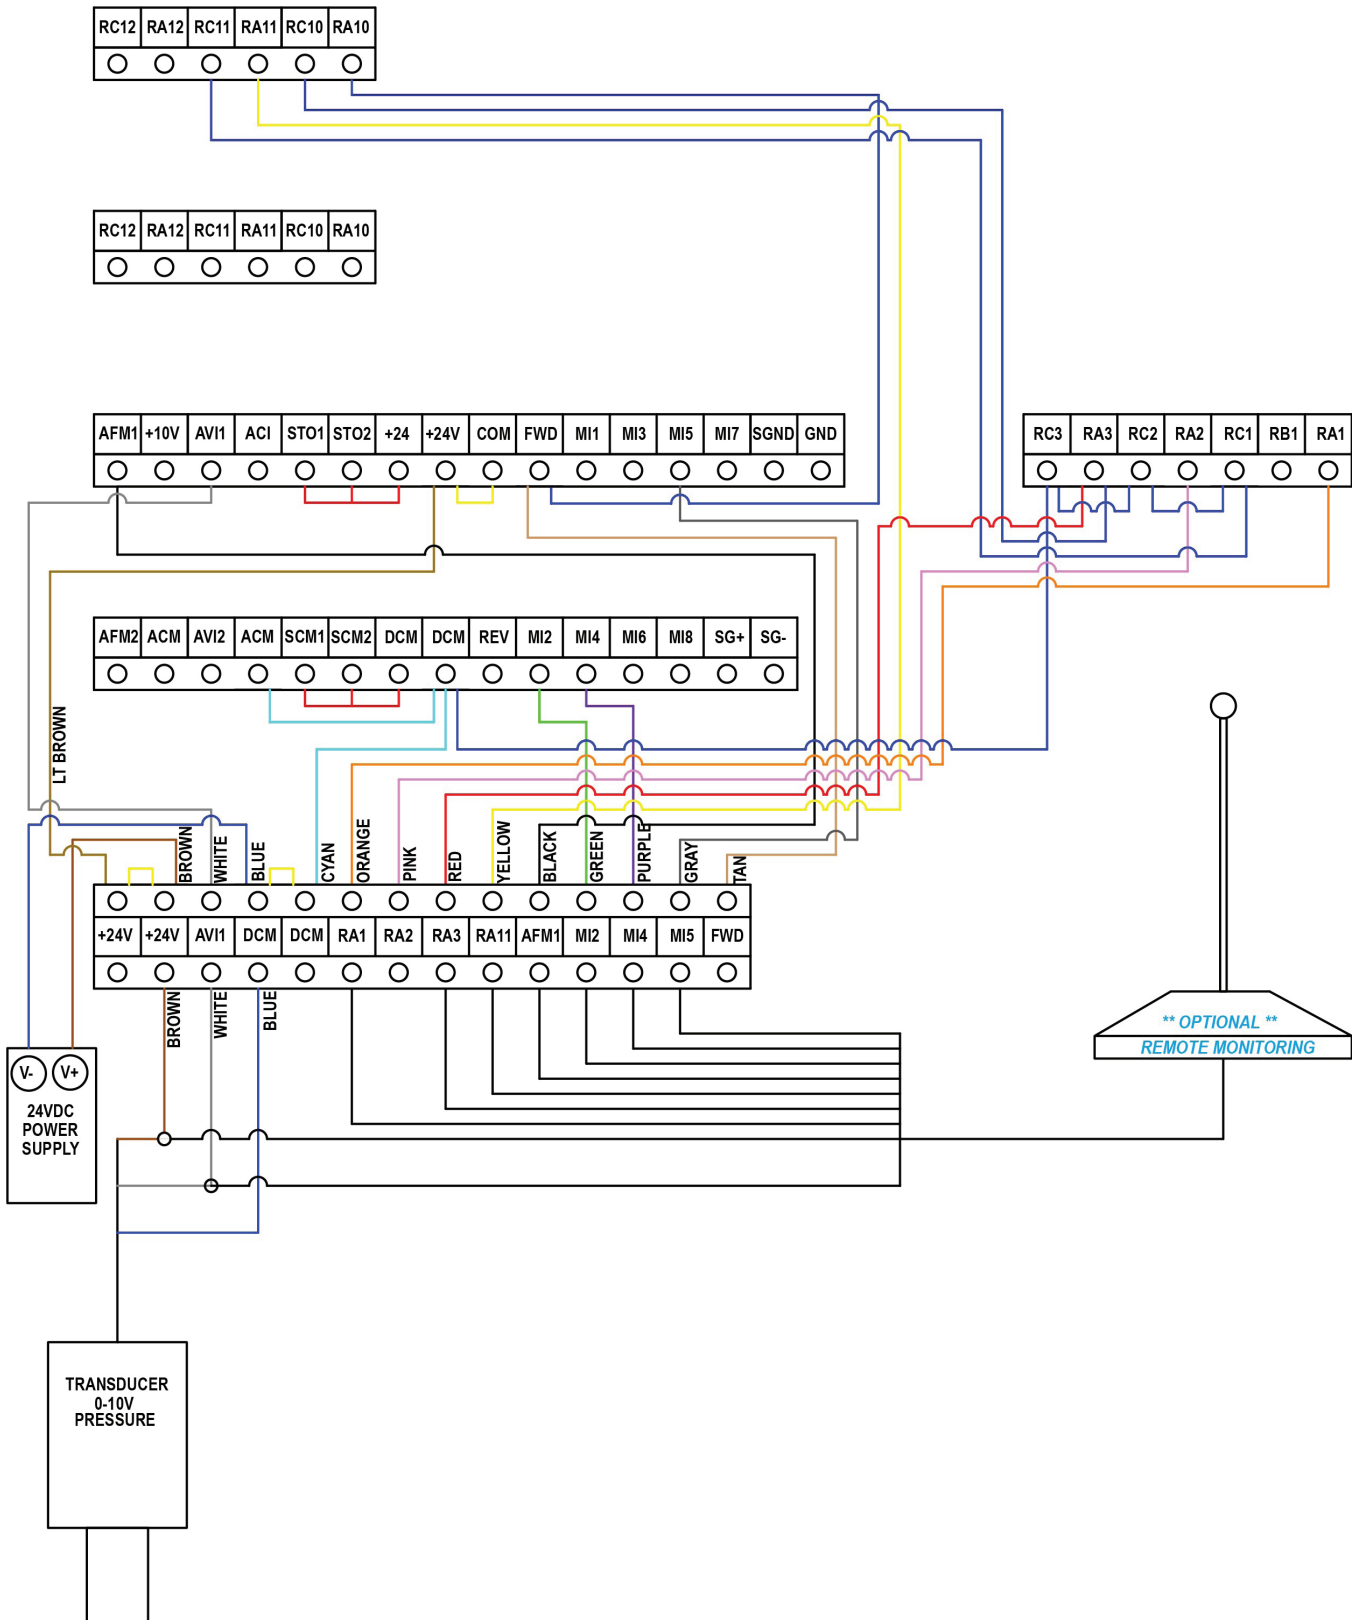 RC12 RA12 RC11 RA11 RC10 RA10
RC12 RA12 RC11 RA11 RC10 RA10
AFM1 +10V AVI1 ACI STO1 STO2 +24 +24V COM FWD MI1 MI3 MI5 MI7 SGND GND
RC3 RA3 RC2 RA2 RC1 RB1 RA1
AFM2 ACM AVI2 ACM SCM1 SCM2 DCM DCM REV MI2 MI4 MI6 MI8 SG+ SG-
LT BROWN
BROWN
WHITE
BLUE
CYAN
ORANGE
PINK
RED
YELLOW
BLACK
GREEN
PURPLE
GRAY
TAN
+24V +24V AVI1 DCM DCM RA1 RA2 RA3 RA11 AFM1 MI2 MI4 MI5 FWD
BROWN
WHITE
BLUE
** OPTIONAL **
REMOTE MONITORING
V- V+
24VDC
POWER
SUPPLY
TRANSDUCER
0-10V
PRESSURE